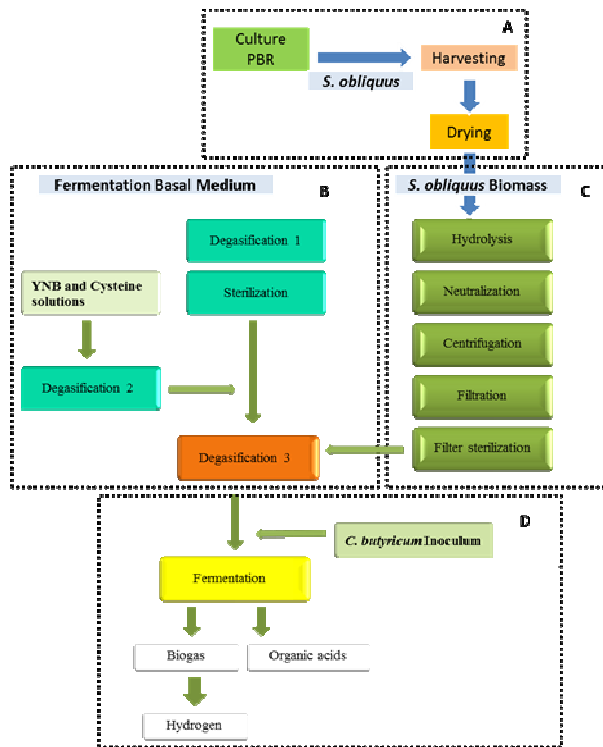 A
Culture
PBR
Harvesting
S. obliquus
Drying
Fermentation Basal Medium
B
Degasification 1
YNB and Cysteine
solutions
Sterilization
Degasification 2
Degasification 3
S. obliquus Biomass
C
Hydrolysis
Neutralization
Centrifugation
Filtration
Filter sterilization
D
C. butyricum Inoculum
Fermentation
Biogas
Organic acids
Hydrogen